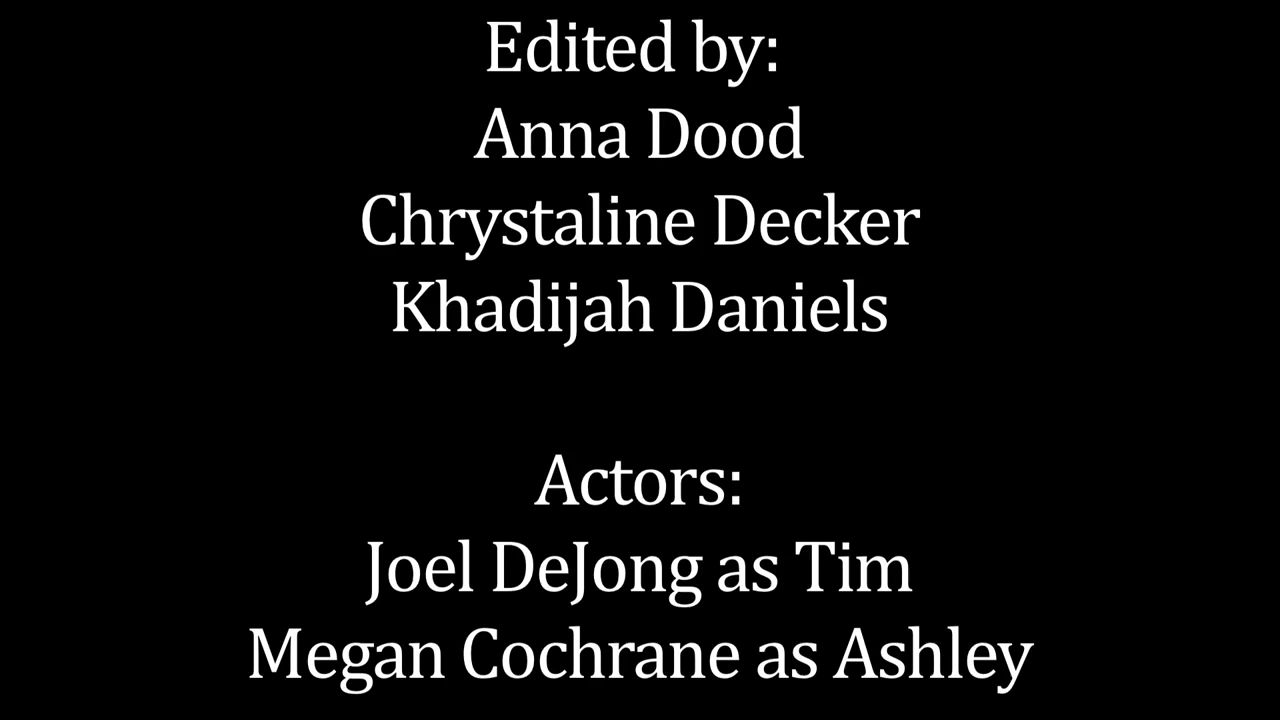 Edited by:
Anna Dood
Chrystaline Decker
Khadijah Daniels
Actors:
Joel DeJong as Tim
Megan Cochrane as Ashley